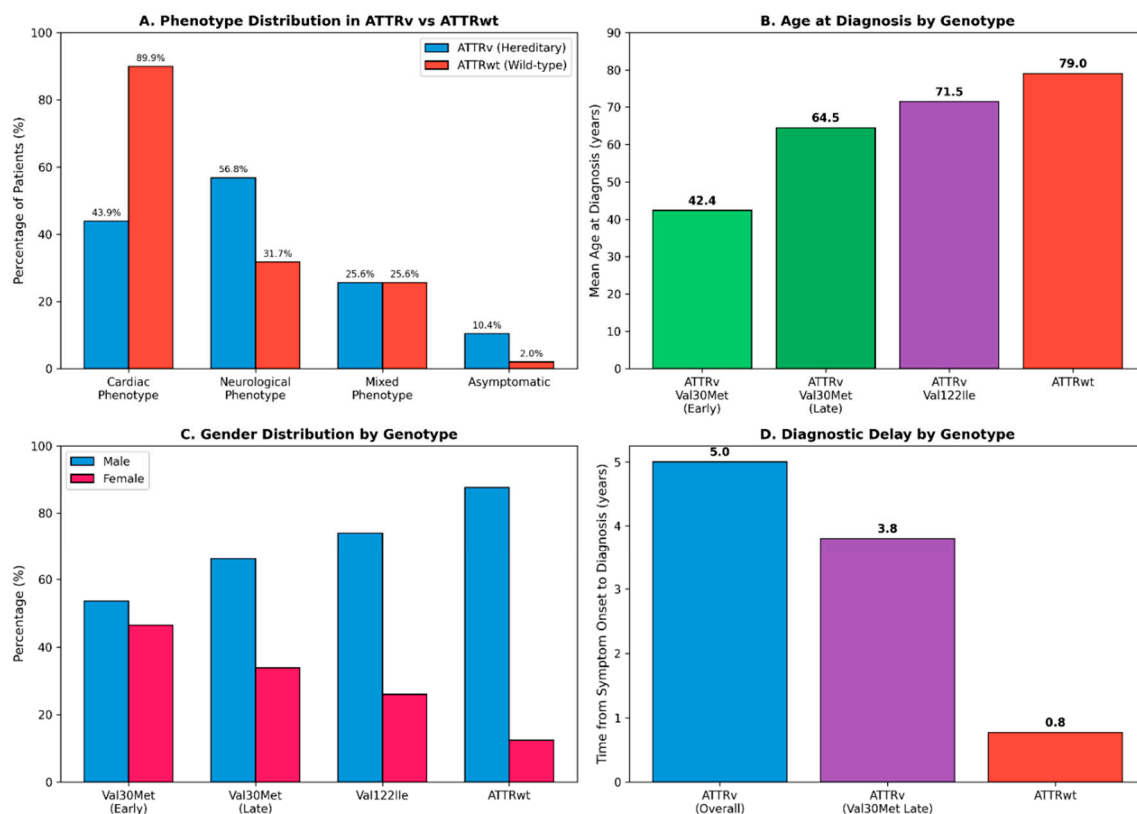 A. Phenotype Distribution in ATTRv vs ATTRwt
Percentage of Patients (%)
100
80
60
40
20
0
ATTRv (Hereditary)
ATTRwt (Wild-type)
43.9%
89.9%
56.8%
31.7%
25.6%
25.6%
10.4%
2.0%
Cardiac
Phenotype
Neurological
Phenotype
Mixed
Phenotype
Asymptomatic
B. Age at Diagnosis by Genotype
Mean Age at Diagnosis (years)
90
80
70
60
50
40
30
20
10
0
42.4
64.5
71.5
79.0
ATTRv
Val30Met
(Early)
ATTRv
Val30Met
(Late)
ATTRv
Val122Ile
ATTRwt
C. Gender Distribution by Genotype
Percentage (%)
100
80
60
40
20
0
Male
Female
Val30Met
(Early)
Val30Met
(Late)
Val122Ile
ATTRwt
D. Diagnostic Delay by Genotype
Time from Symptom Onset to Diagnosis (years)
5
4
3
2
1
0
5.0
3.8
0.8
ATTRv
(Overall)
ATTRv
(Val30Met Late)
ATTRwt